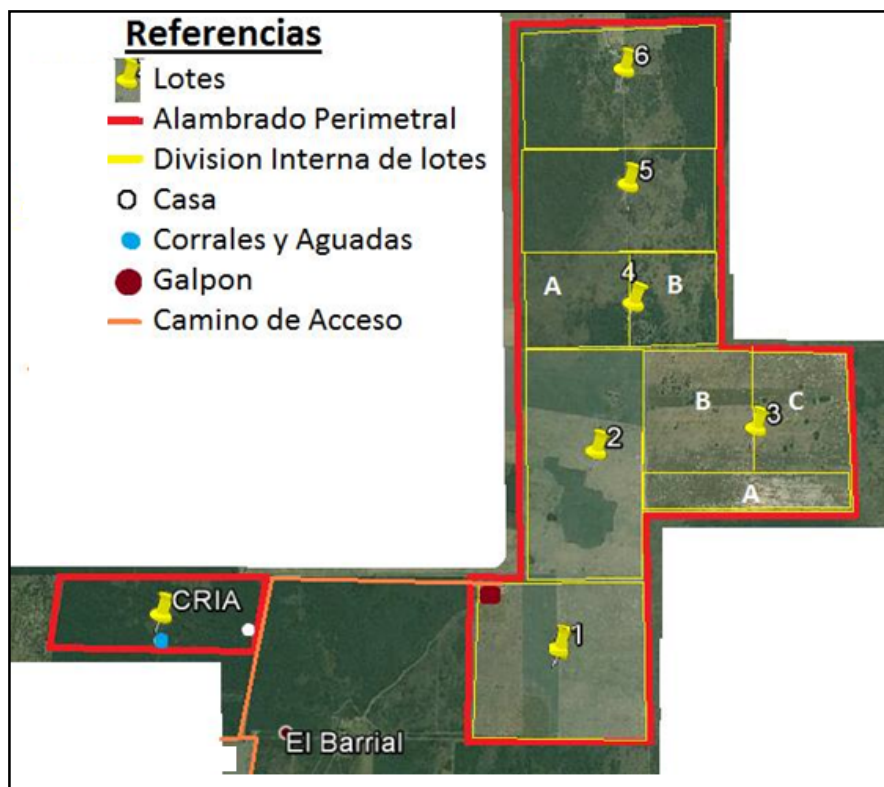 Referencias
Lotes
Alambrado Perimetral
Division Interna de lotes
Casa
Corrales y Aguadas
Galpon
Camino de Acceso
6
5
A
4
B
B
C
3
2
A
CRIA
1
El Barrial